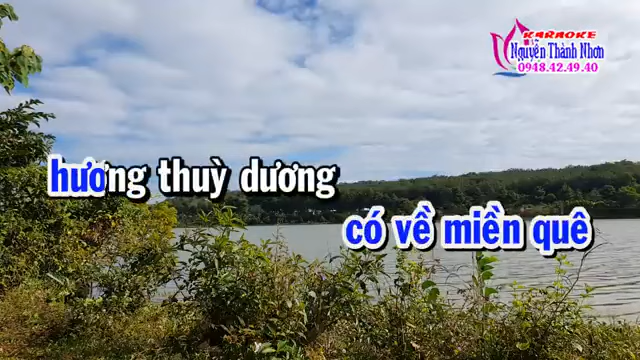 KARAOKE
Nguyễn Thành Nhơn
0948.42.49.40
hương thuỳ dương
có về miền quê